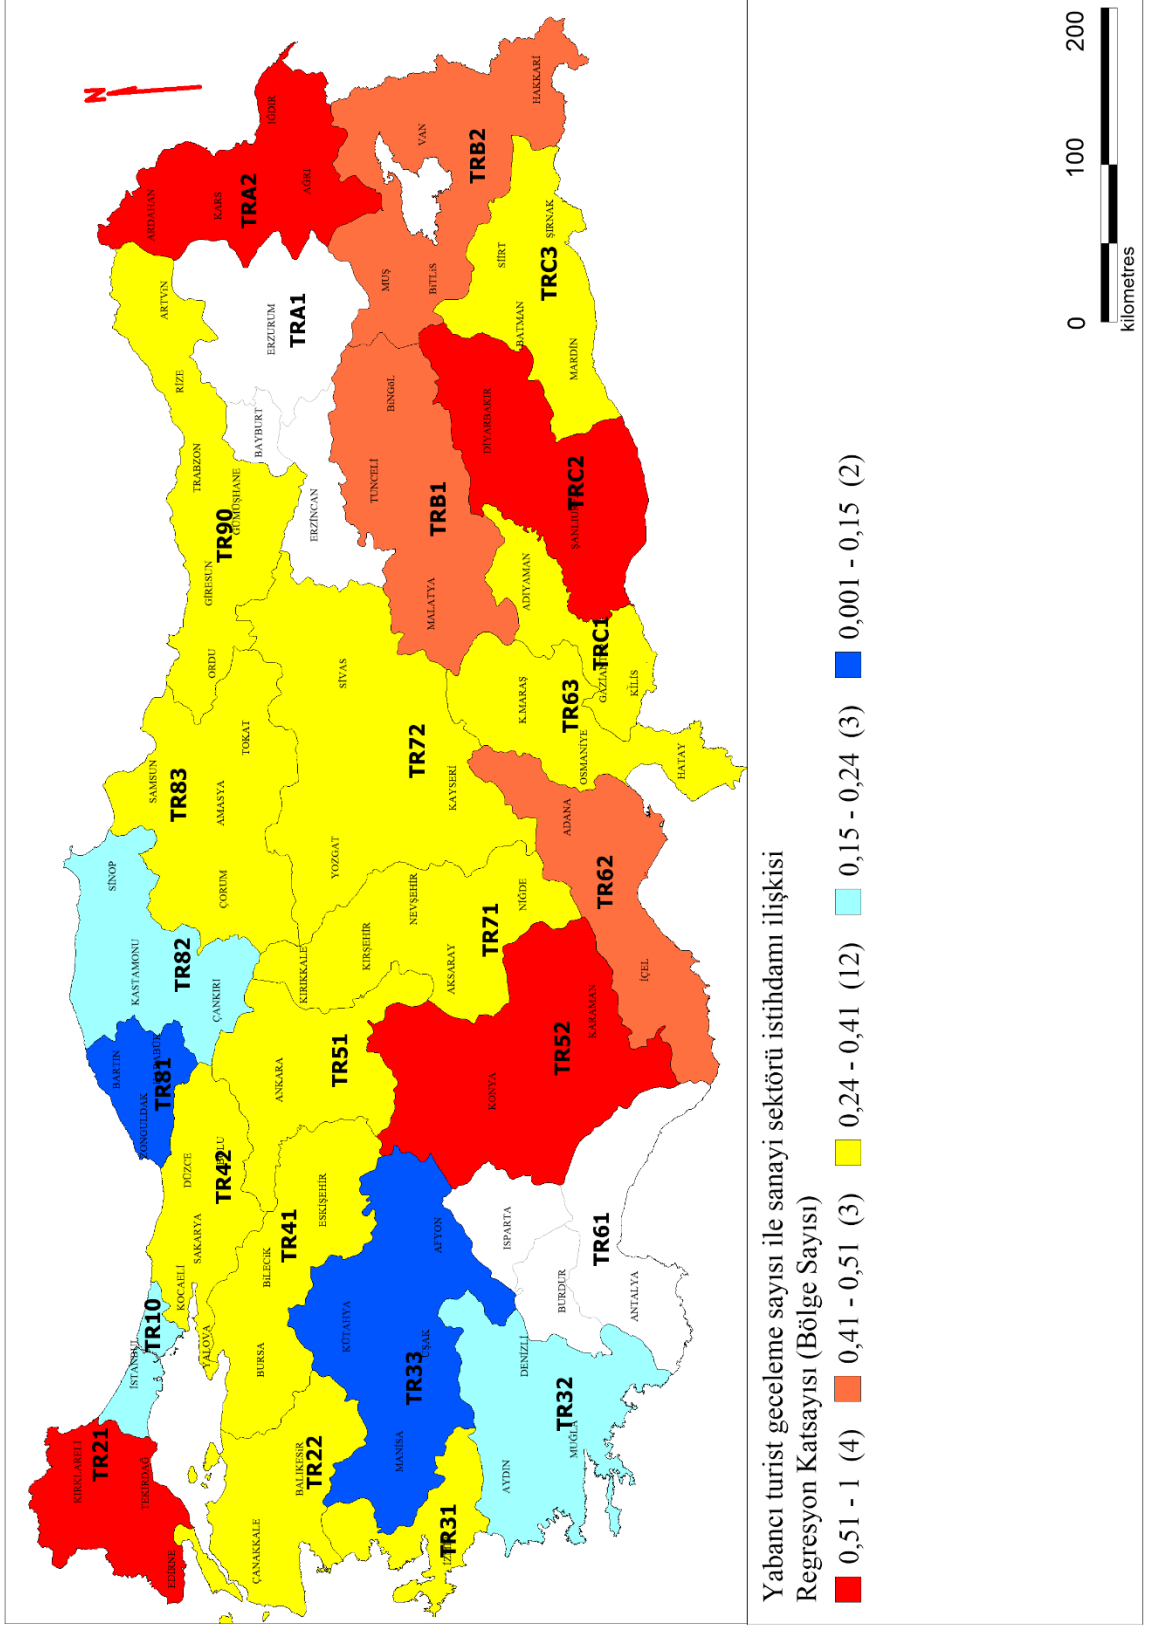 N
KIRKLARELİ
TR21
TEKİRDAĞ
EDİRNE
İSTANBUL
TR10
KOCAELİ
YALOVA
SAKARYA
DÜZCE
TR42
ZONGULDAK
BARTIN
TR81
KASTAMONU
SİNOP
TR82
ÇANKIRI
SAMSUN
TR83
TOKAT
AMASYA
ÇORUM
ORDU
GİRESUN
TR90
GÜMÜŞHANE
TRABZON
RİZE
ARTVİN
ARDAHAN
KARS
TRA2
IĞDIR
AĞRI
ERZURUM
TRA1
BAYBURT
ERZİNCAN
ÇANAKKALE
BALIKESİR
TR22
BURSA
BİLECİK
TR41
ESKİŞEHİR
ANKARA
TR51
KIRIKKALE
KIRŞEHİR
NEVŞEHİR
AKSARAY
TR71
NİĞDE
YOZGAT
SİVAS
TR72
KAYSERİ
TUNCELİ
BİNGöL
TRB1
MALATYA
MUŞ
BİTLİS
VAN
TRB2
HAKKARİ
KÜTAHYA
AFYON
UŞAK
TR33
MANİSA
TR31
AYDIN
DENİZLİ
TR32
MUĞLA
ISPARTA
BURDUR
TR61
ANTALYA
KONYA
TR52
KARAMAN
İÇEL
TR62
ADANA
K.MARAŞ
TR63
OSMANİYE
HATAY
ADIYAMAN
TRC1
KİLİS
DİYARBAKIR
TRC2
SİİRT
ŞIRNAK
TRC3
BATMAN
MARDİN
Yabancı turist geceleme sayısı ile sanayi sektörü istihdamı ilişkisi
Regresyon Katsayısı (Bölge Sayısı)
0,51 - 1 (4) 0,41 - 0,51 (3) 0,24 - 0,41 (12) 0,15 - 0,24 (3) 0,001 - 0,15 (2)
0 100 200
kilometres